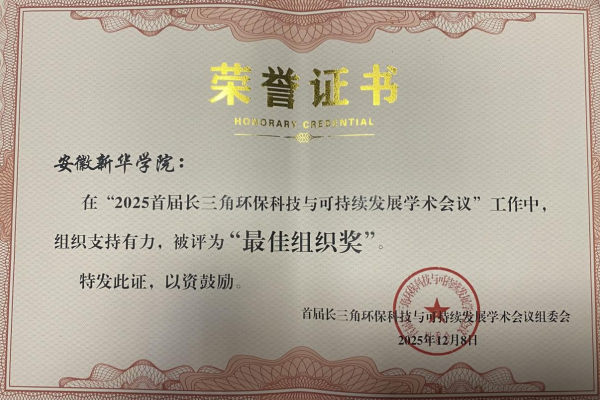 荣誉证书
HONORARY CREDENTIAL
安徽新华学院：
在“2025首届长三角环保科技与可持续发展学术会议”工作中，
组织支持有力，被评为“最佳组织奖”。
特发此证，以资鼓励。
首届长三角环保科技与可持续发展学术会议组委会
2025年12月8日